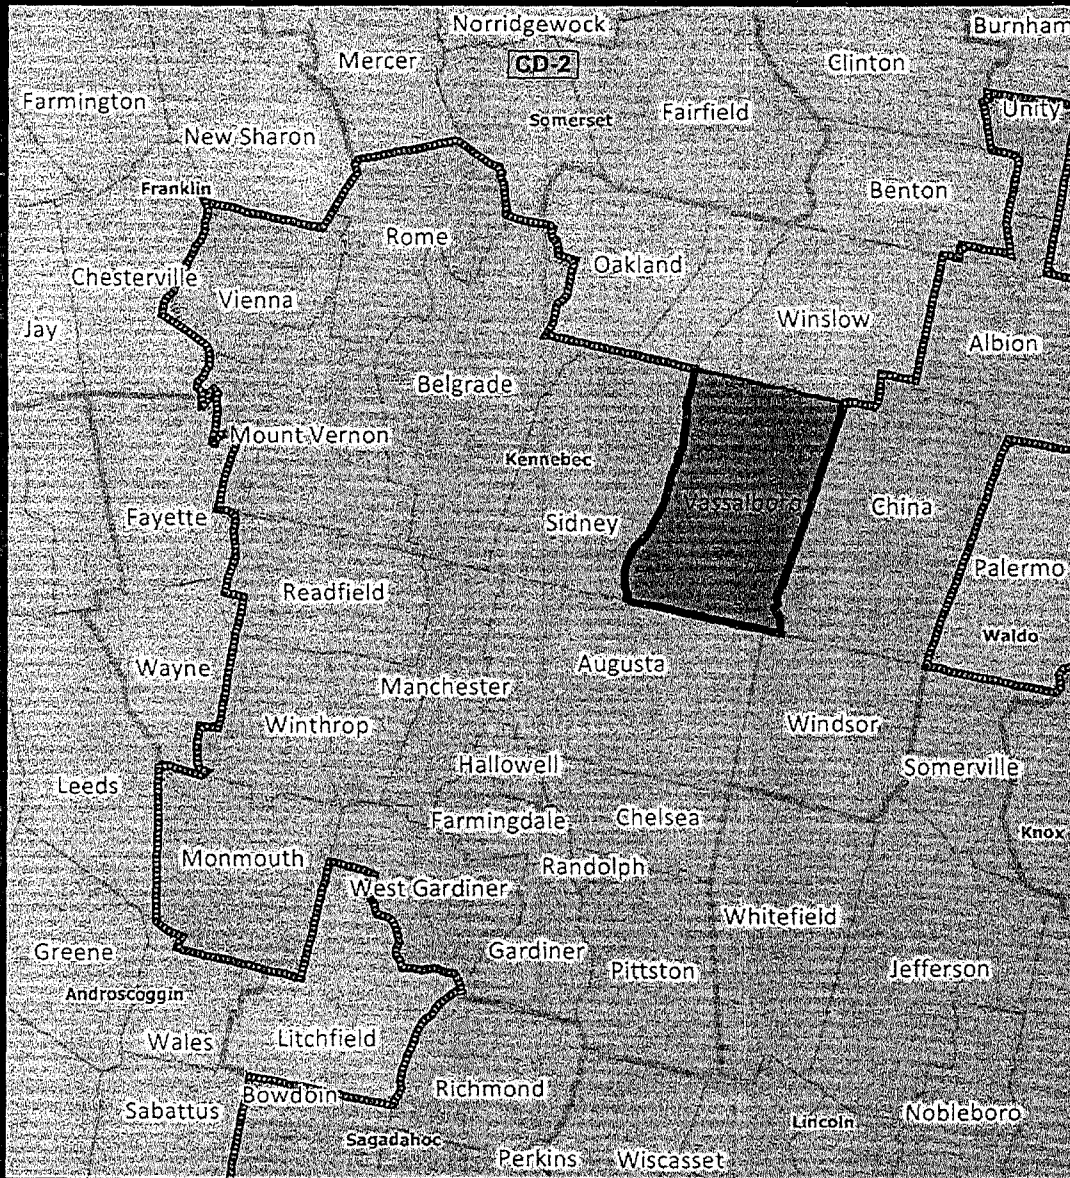 Norridgewock
Burnham
Mercer
CD-2
Clinton
Farmington
Somerset
Fairfield
Unity
New Sharon
Franklin
Benton
Rome
Chesterville
Oakland
Vienna
Winslow
Jay
Albion
Belgrade
Mount Vernon
Kennebec
Vassalboro
China
Fayette
Sidney
Palermo
Readfield
Waldo
Wayne
Augusta
Manchester
Winthrop
Windsor
Hallowell
Somerville
Leeds
Farmingdale
Chelsea
Knox
Monmouth
Randolph
West Gardiner
Whitefield
Greene
Gardiner
Pittston
Jefferson
Androscoggin
Wales
Litchfield
Bowdoin
Richmond
Sabattus
Nobleboro
Lincoln
Sagadahoc
Perkins
Wiscasset